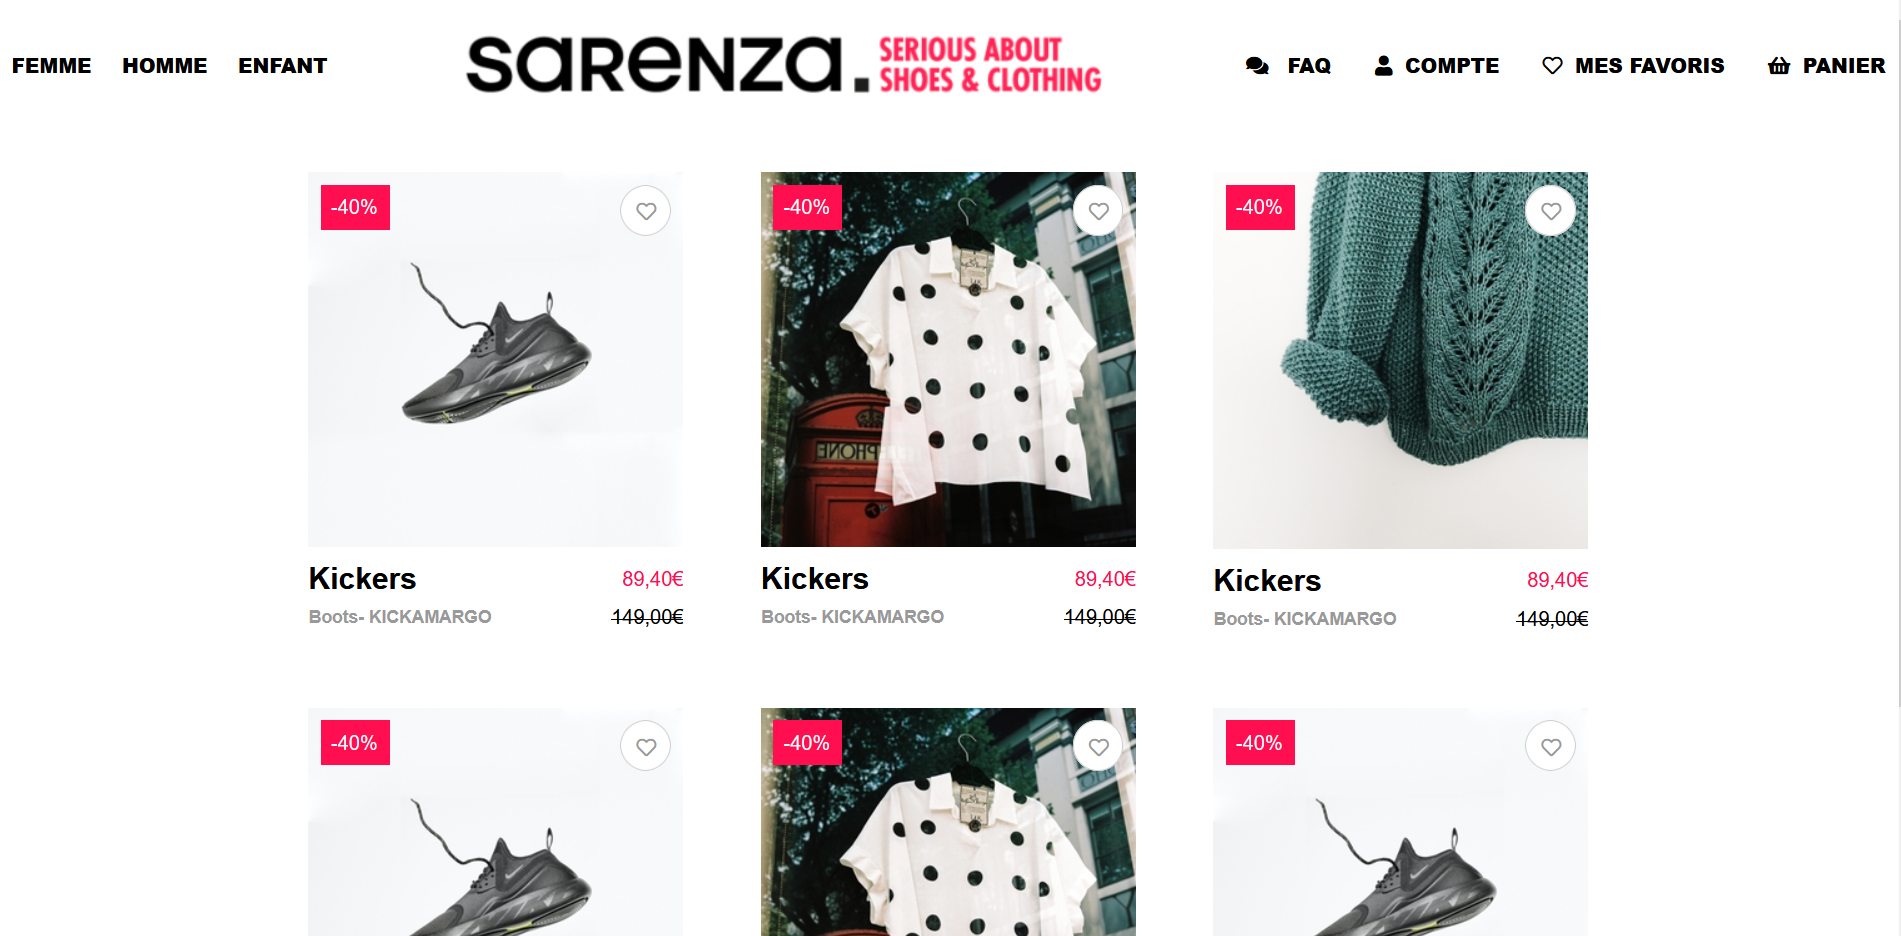 FEMME HOMME ENFANT
sarenza.
SERIOUS ABOUT
SHOES & CLOTHING
FAQ COMPTE MES FAVORIS PANIER
-40% -40% -40%
PHONE
Kickers 89,40€ Kickers 89,40€ Kickers 89,40€
Boots- KICKAMARGO 149,00€ Boots- KICKAMARGO 149,00€ Boots- KICKAMARGO 149,00€
-40% -40% -40%